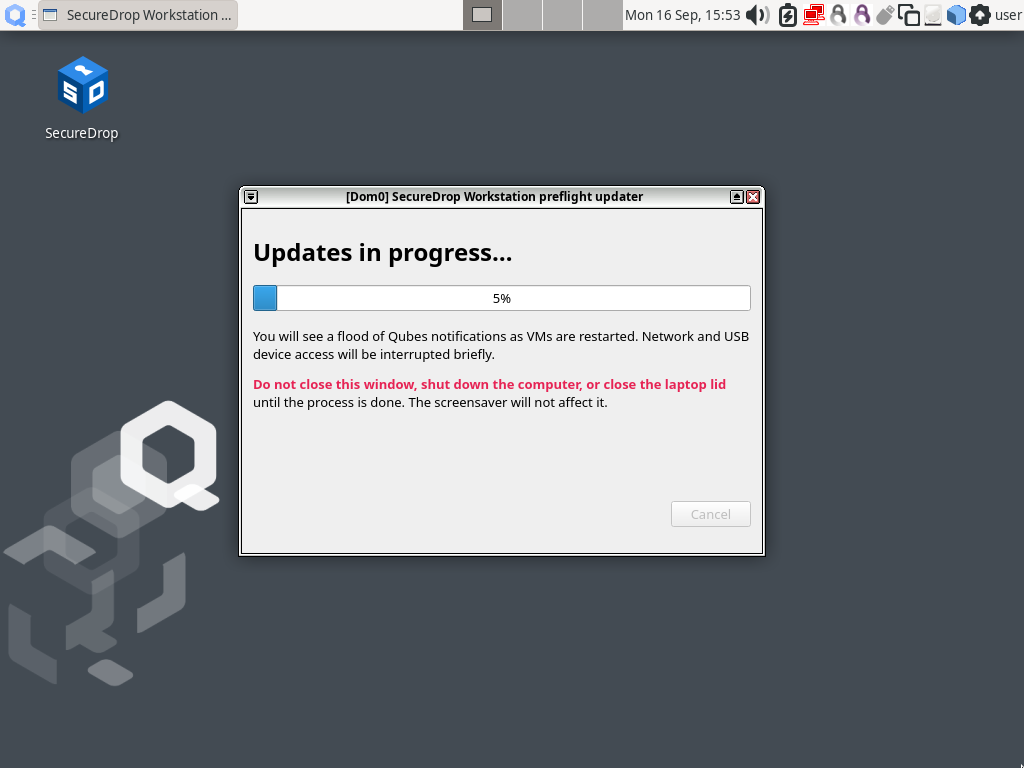 SecureDrop Workstation ...
Mon 16 Sep, 15:53
user
SD
SecureDrop
[Dom0] SecureDrop Workstation preflight updater
Updates in progress...
5%
You will see a flood of Qubes notifications as VMs are restarted. Network and USB
device access will be interrupted briefly.
Do not close this window, shut down the computer, or close the laptop lid
until the process is done. The screensaver will not affect it.
Cancel